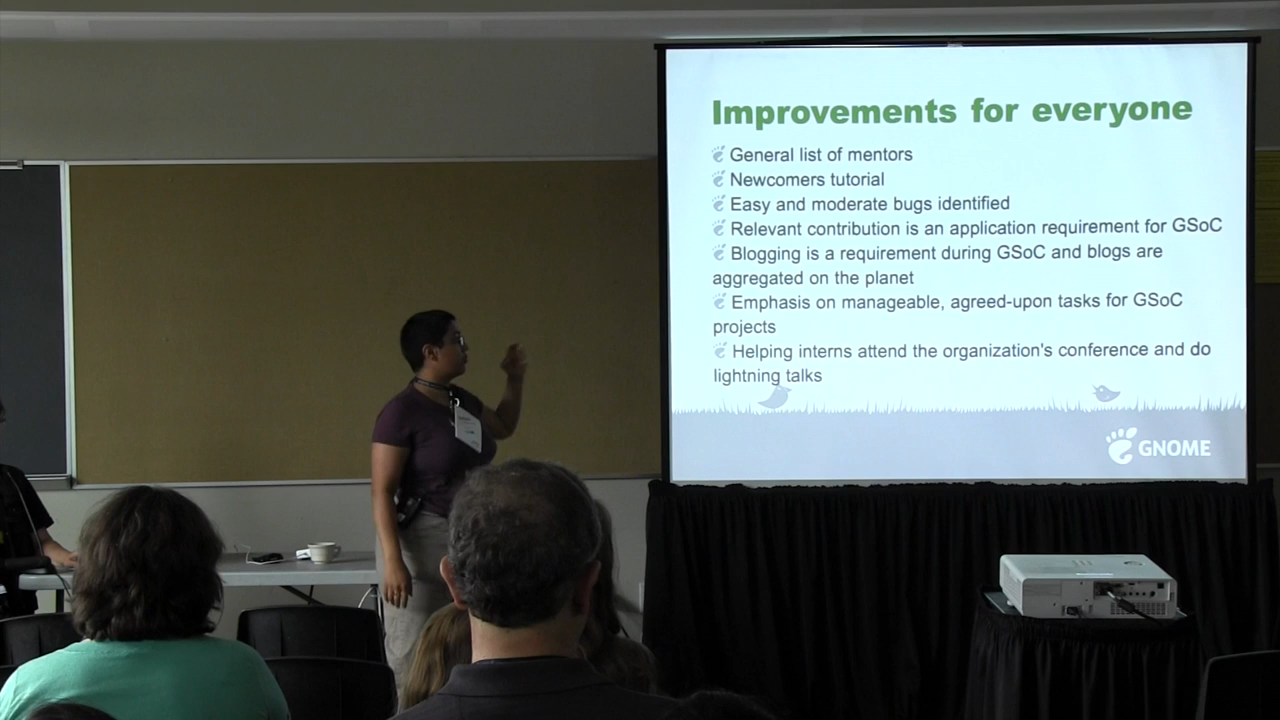 Improvements for everyone
General list of mentors
Newcomers tutorial
Easy and moderate bugs identified
Relevant contribution is an application requirement for GSoC
Blogging is a requirement during GSoC and blogs are
aggregated on the planet
Emphasis on manageable, agreed-upon tasks for GSoC
projects
Helping interns attend the organization's conference and do
lightning talks
GNOME